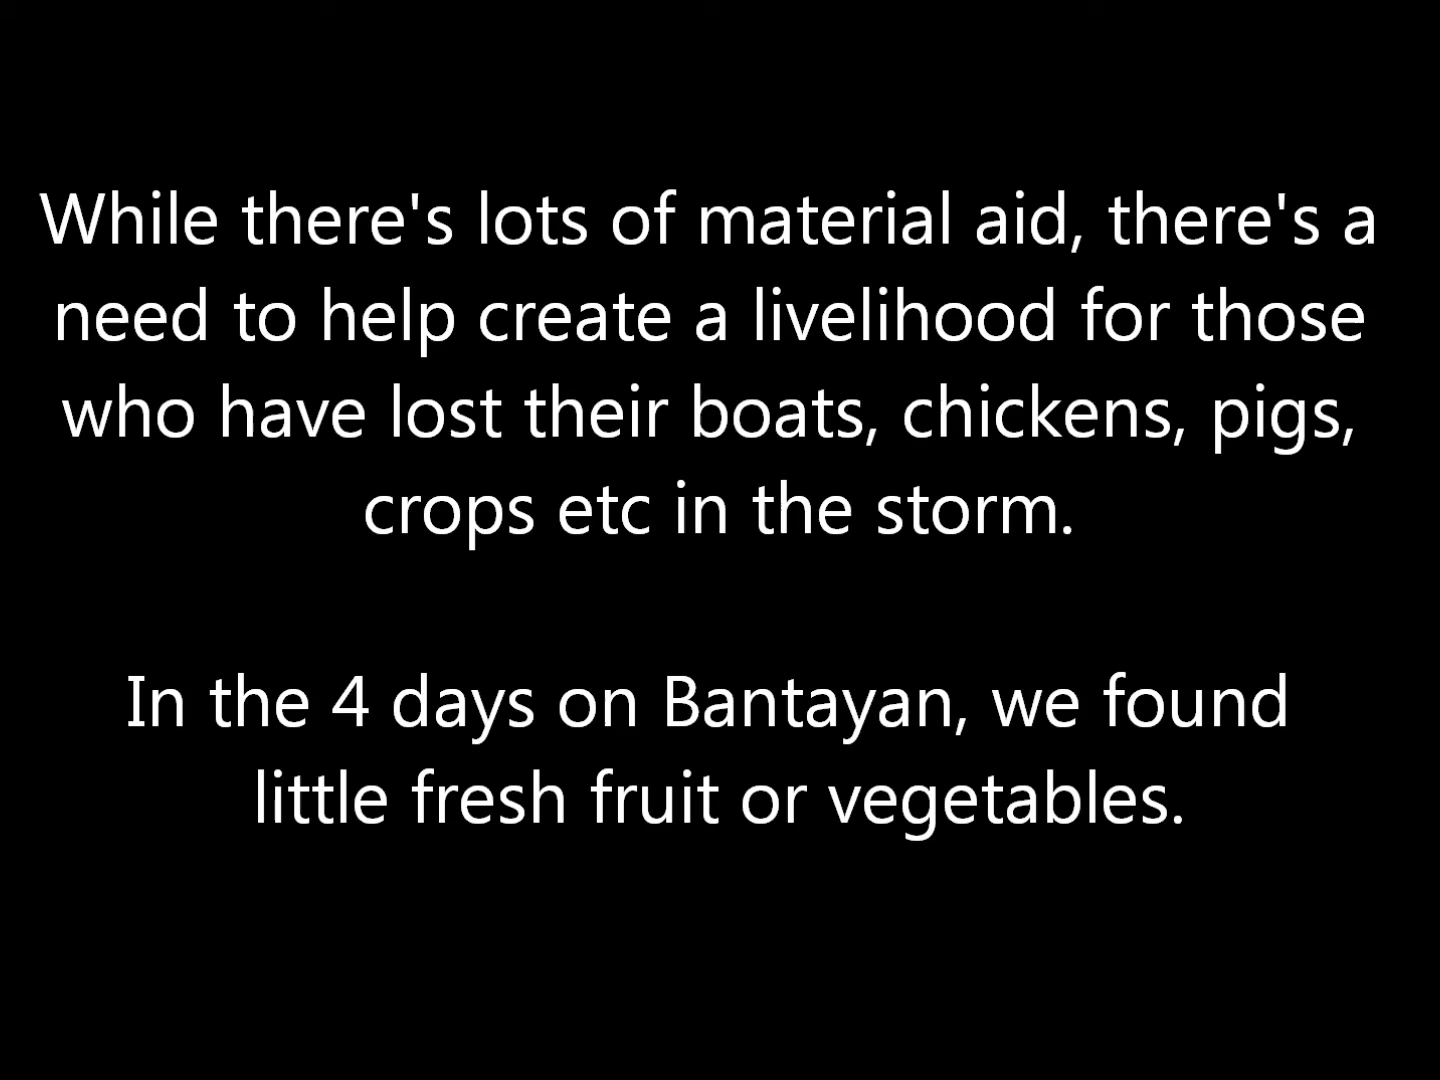 While there's lots of material aid, there's a
need to help create a livelihood for those
who have lost their boats, chickens, pigs,
crops etc in the storm.
In the 4 days on Bantayan, we found
little fresh fruit or vegetables.